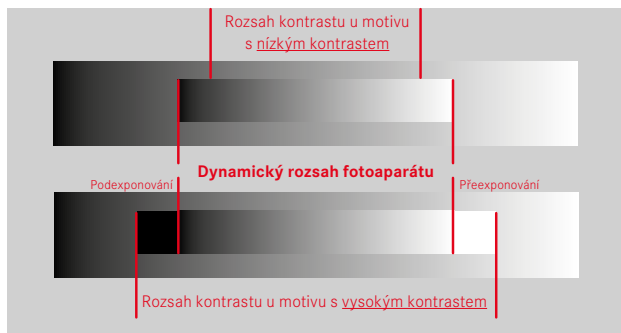 Rozsah kontrastu u motivu
s nízkým kontrastem
Dynamický rozsah fotoaparátu
Podexponování
Přeexponování
Rozsah kontrastu u motivu s vysokým kontrastem